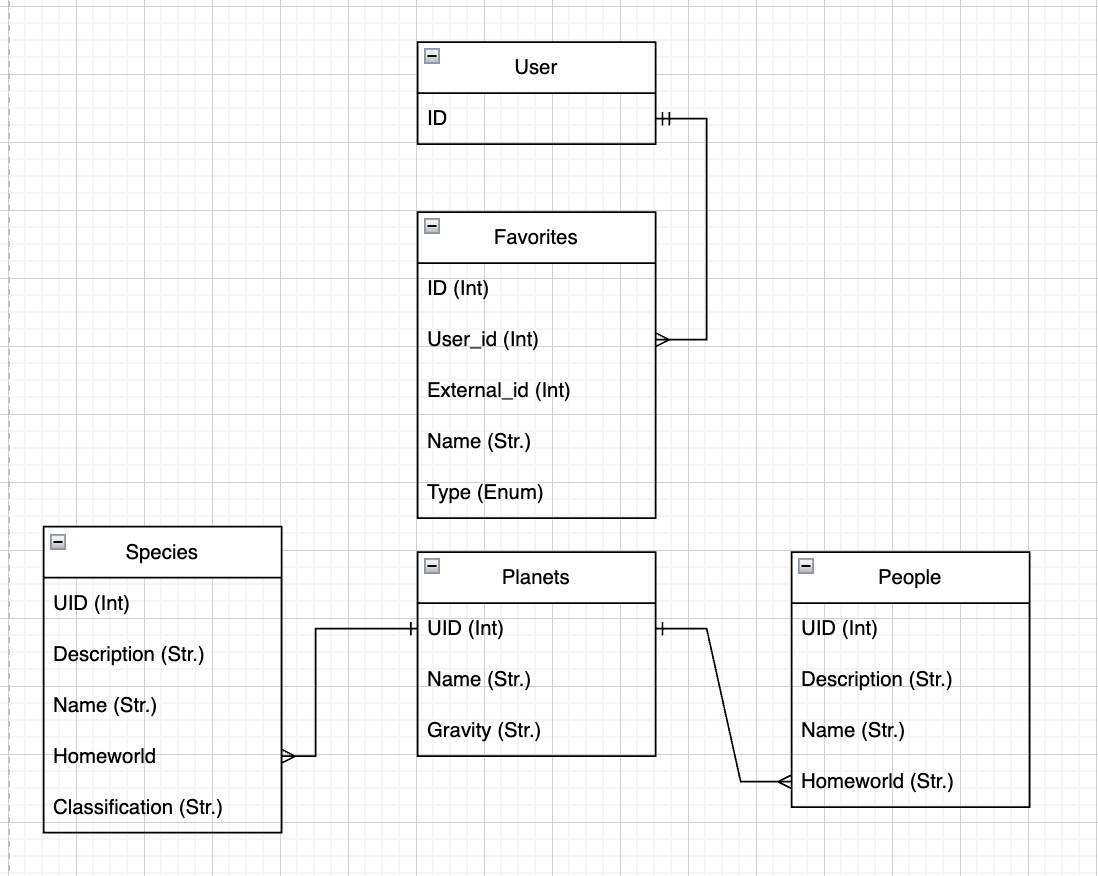 User
ID
Favorites
ID (Int)
User_id (Int)
External_id (Int)
Name (Str.)
Type (Enum)
Species
UID (Int)
Description (Str.)
Name (Str.)
Homeworld
Classification (Str.)
Planets
UID (Int)
Name (Str.)
Gravity (Str.)
People
UID (Int)
Description (Str.)
Name (Str.)
Homeworld (Str.)